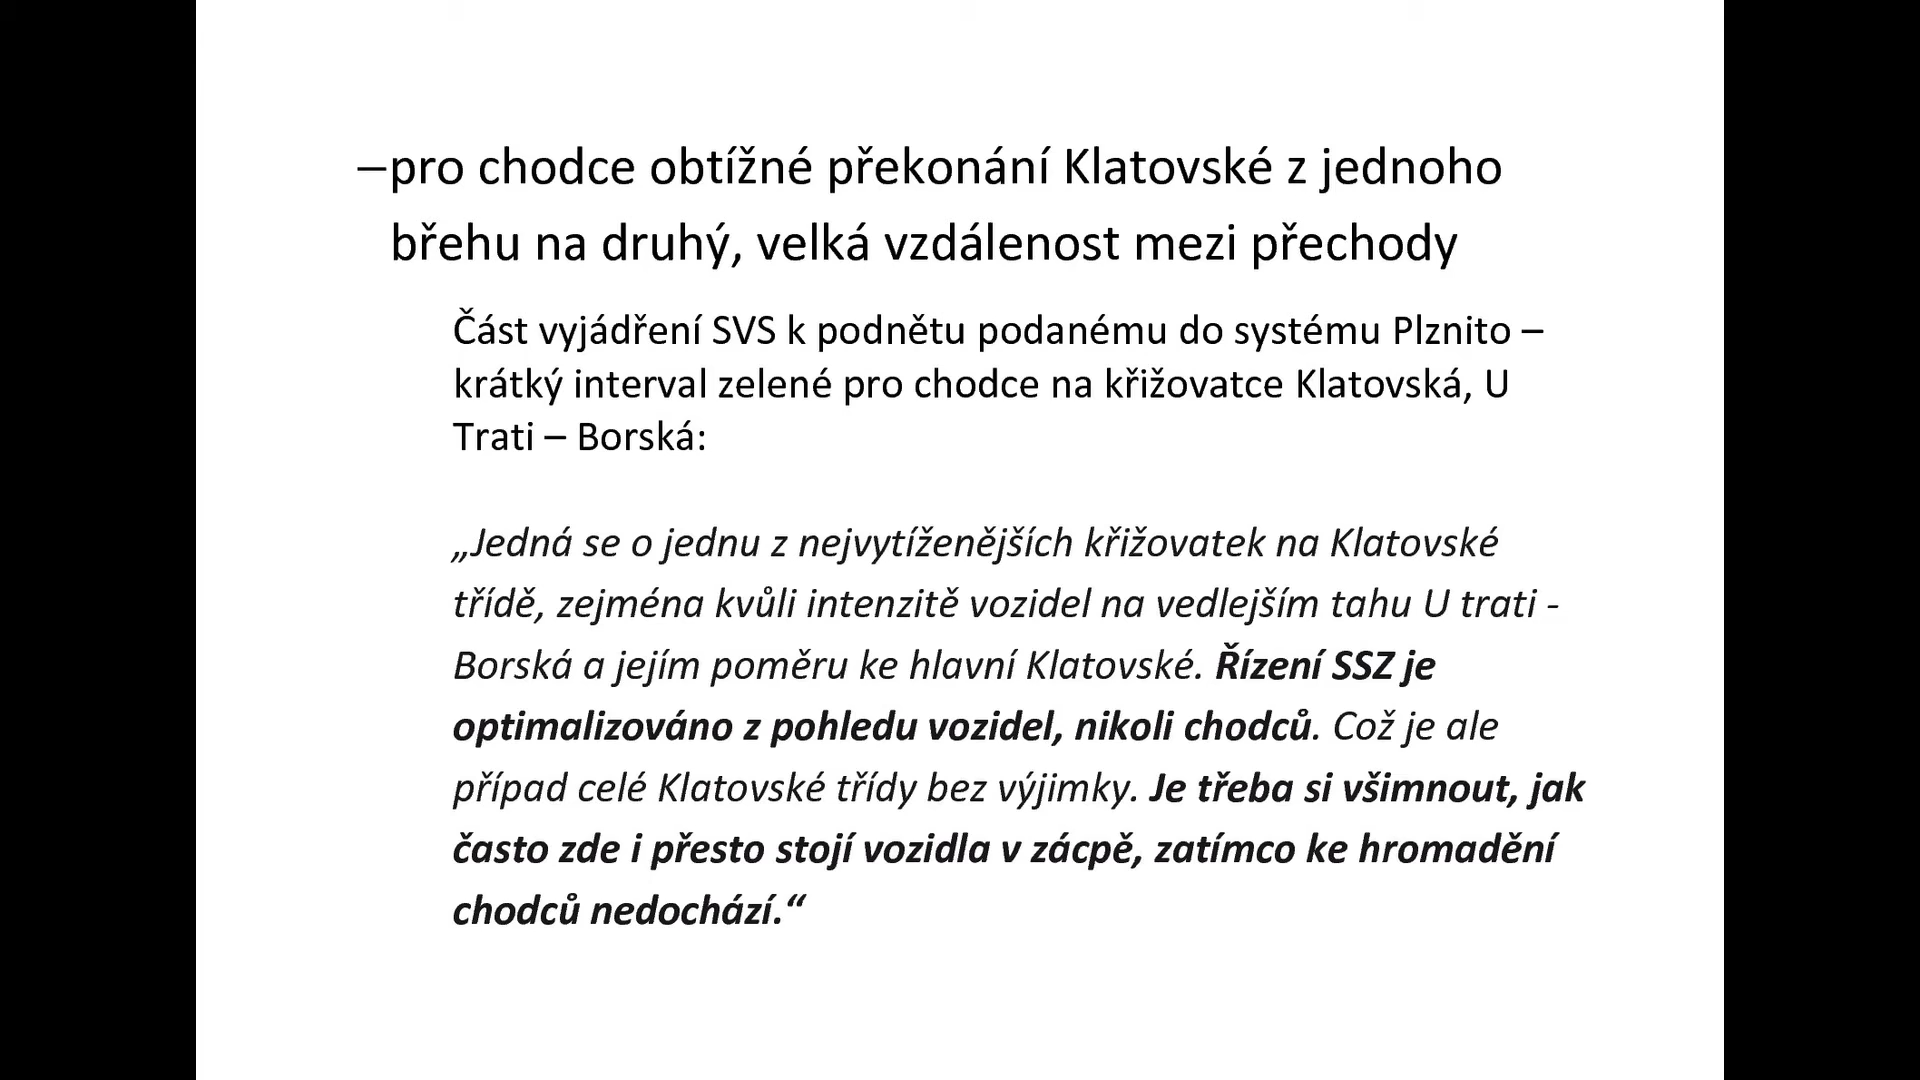 –pro chodce obtížné překonání Klatovské z jednoho
břehu na druhý, velká vzdálenost mezi přechody
Část vyjádření SVS k podnětu podanému do systému Plznito –
krátký interval zelené pro chodce na křižovatce Klatovská, U
Trati – Borská:
„Jedná se o jednu z nejvytíženějších křižovatek na Klatovské
třídě, zejména kvůli intenzitě vozidel na vedlejším tahu U trati -
Borská a jejím poměru ke hlavní Klatovské. Řízení SSZ je
optimalizováno z pohledu vozidel, nikoli chodců. Což je ale
případ celé Klatovské třídy bez výjimky. Je třeba si všimnout, jak
často zde i přesto stojí vozidla v zácpě, zatímco ke hromadění
chodců nedochází.“